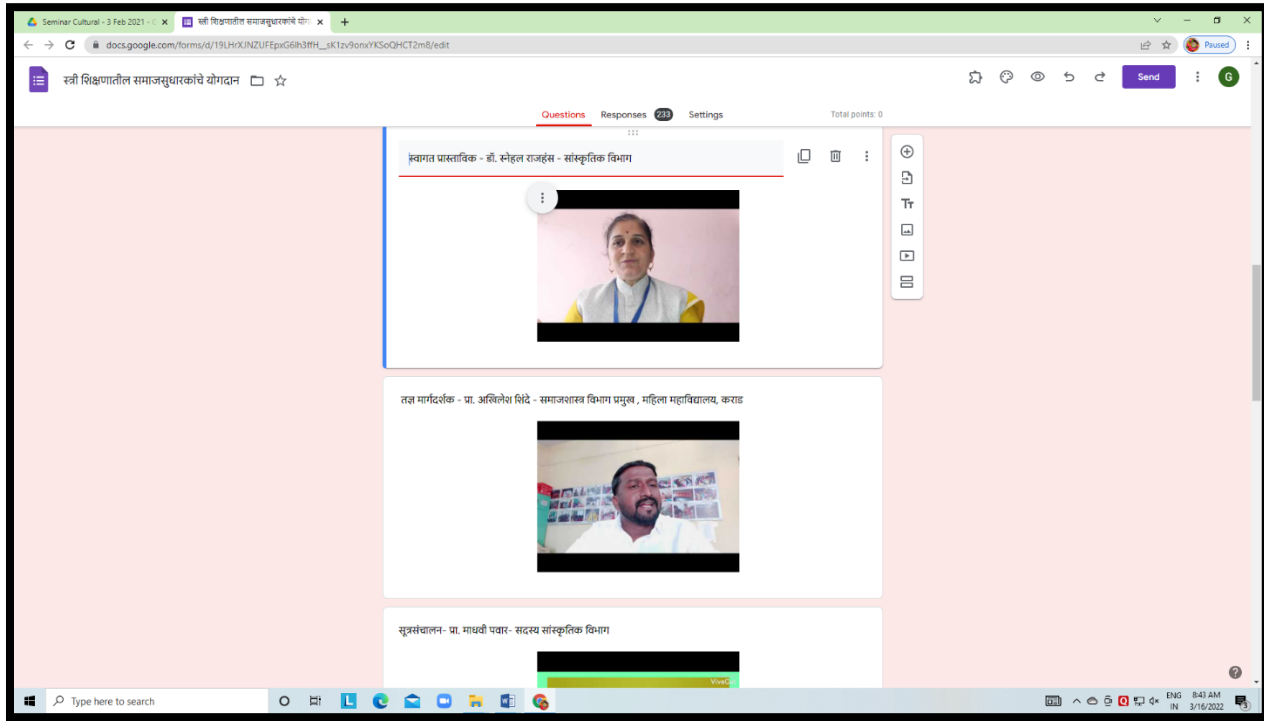 Seminar Cultural - 3 Feb 2021 - G
स्त्री शिक्षणातील समाजसुधारकांचे योग
docs.google.com/forms/d/19LHrXJNZUFEpxG6lh3ffH__sK1zv9onxYKSoQHCT2m8/edit
Paused
स्त्री शिक्षणातील समाजसुधारकांचे योगदान
Send
G
Questions Responses 233 Settings
Total points: 0
स्वागत प्रास्ताविक - डॉ. स्नेहल राजहंस - सांस्कृतिक विभाग
Tт
तज्ञ मार्गदर्शक - प्रा. अखिलेश शिंदे - समाजशास्त्र विभाग प्रमुख , महिला महाविद्यालय, कराड
सूत्रसंचालन- प्रा. माधवी पवार- सदस्य सांस्कृतिक विभाग
VivaCu
Type here to search
L
ENG 8:43 AM
IN 3/16/2022